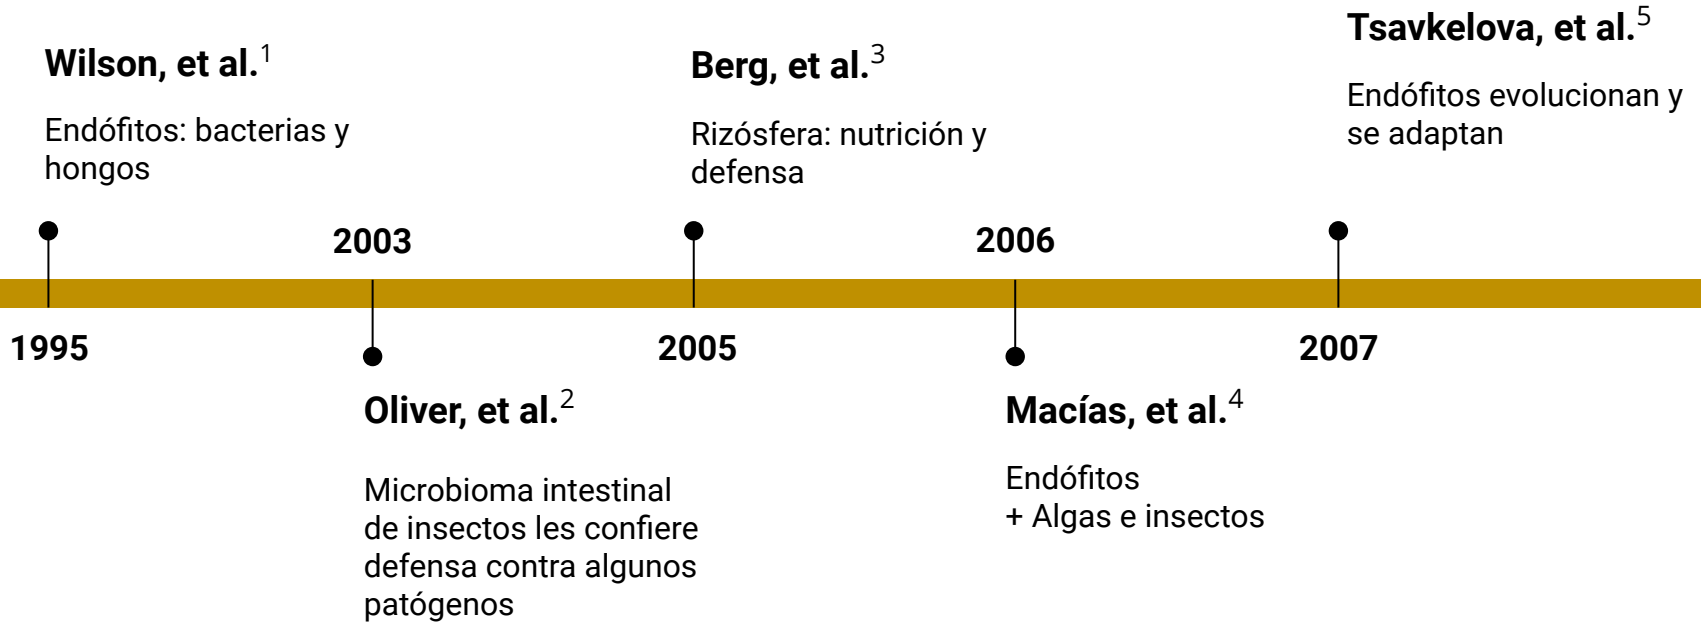 Wilson, et al.1
Endófitos: bacterias y
hongos
1995
2003
Oliver, et al.2
Microbioma intestinal
de insectos les confiere
defensa contra algunos
patógenos
Berg, et al.3
Rizósfera: nutrición y
defensa
2005
2006
Macías, et al.4
Endófitos
+ Algas e insectos
Tsavkelova, et al.5
Endófitos evolucionan y
se adaptan
2007